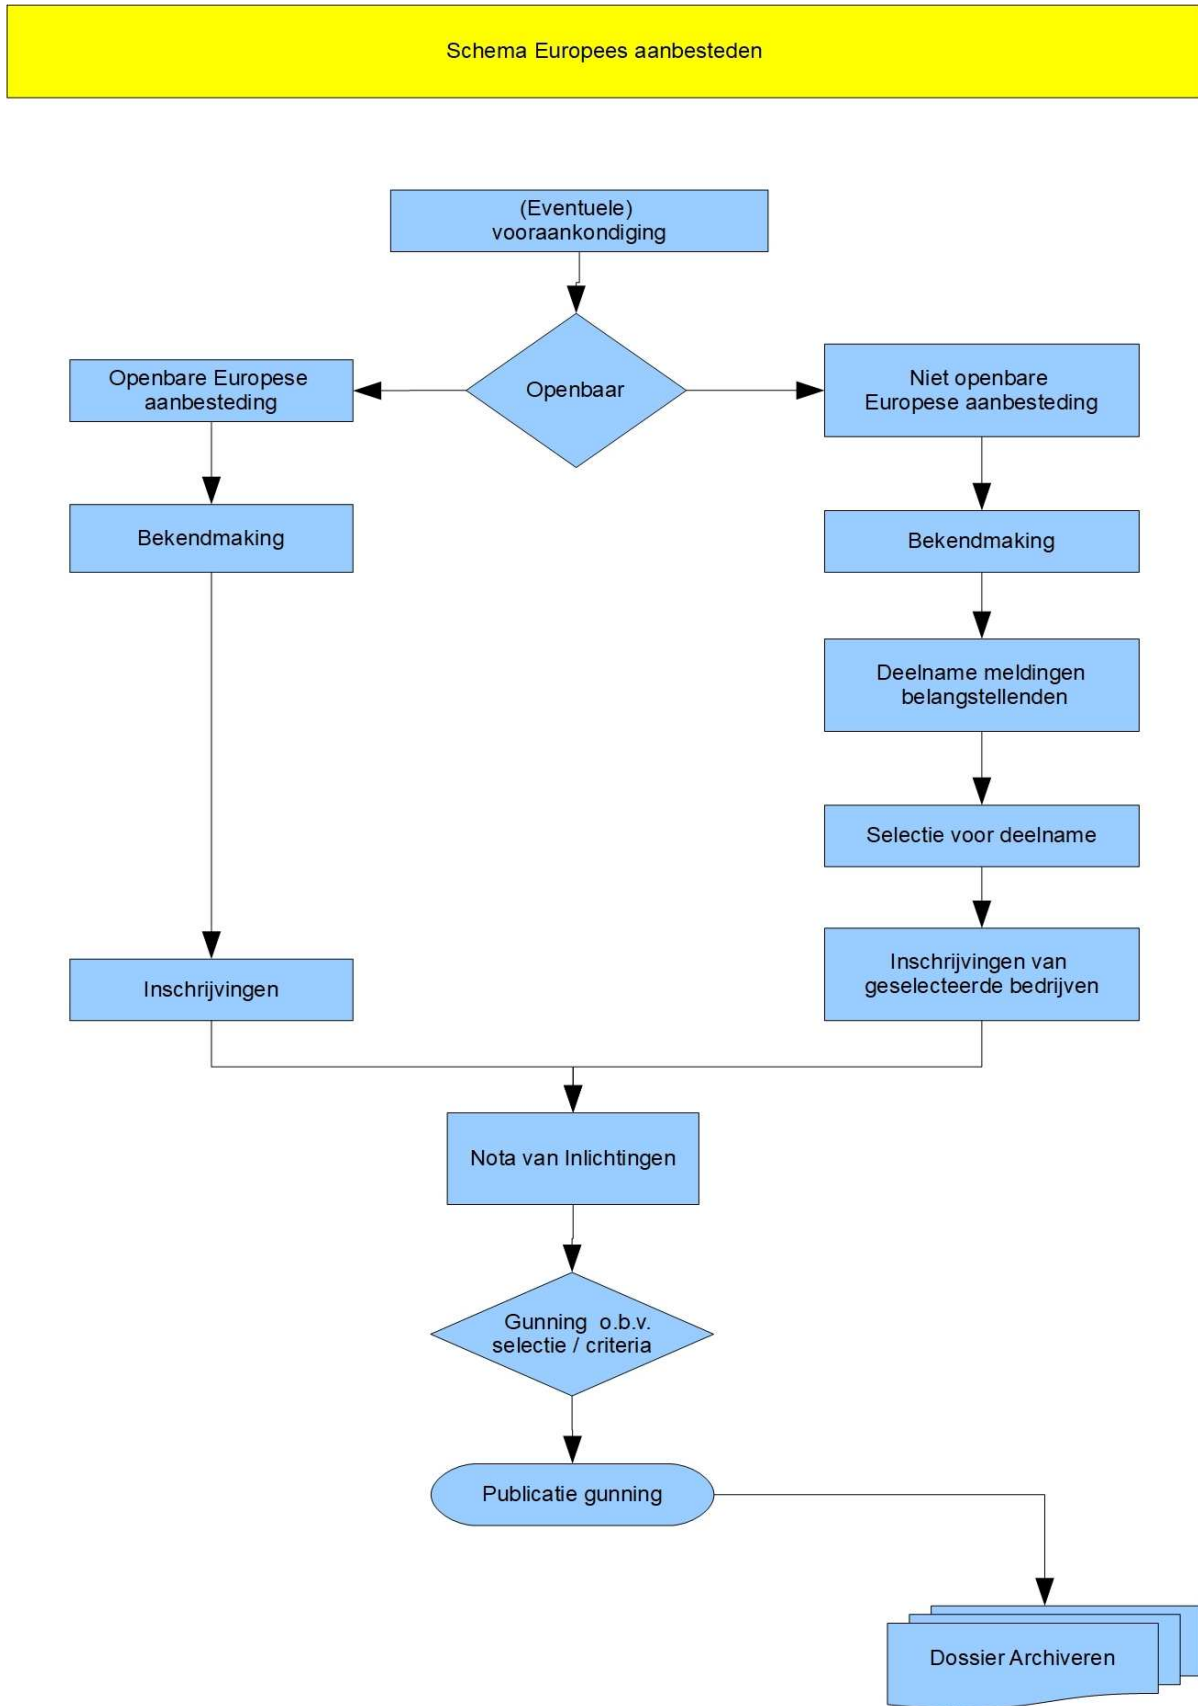 Schema Europees aanbesteden
(Eventuele)
vooraankondiging
Openbaar
Openbare Europese
aanbesteding
Niet openbare
Europese aanbesteding
Bekendmaking
Bekendmaking
Deelname meldingen
belangstellenden
Selectie voor deelname
Inschrijvingen
Inschrijvingen van
geselecteerde bedrijven
Nota van Inlichtingen
Gunning o.b.v.
selectie / criteria
Publicatie gunning
Dossier Archiveren